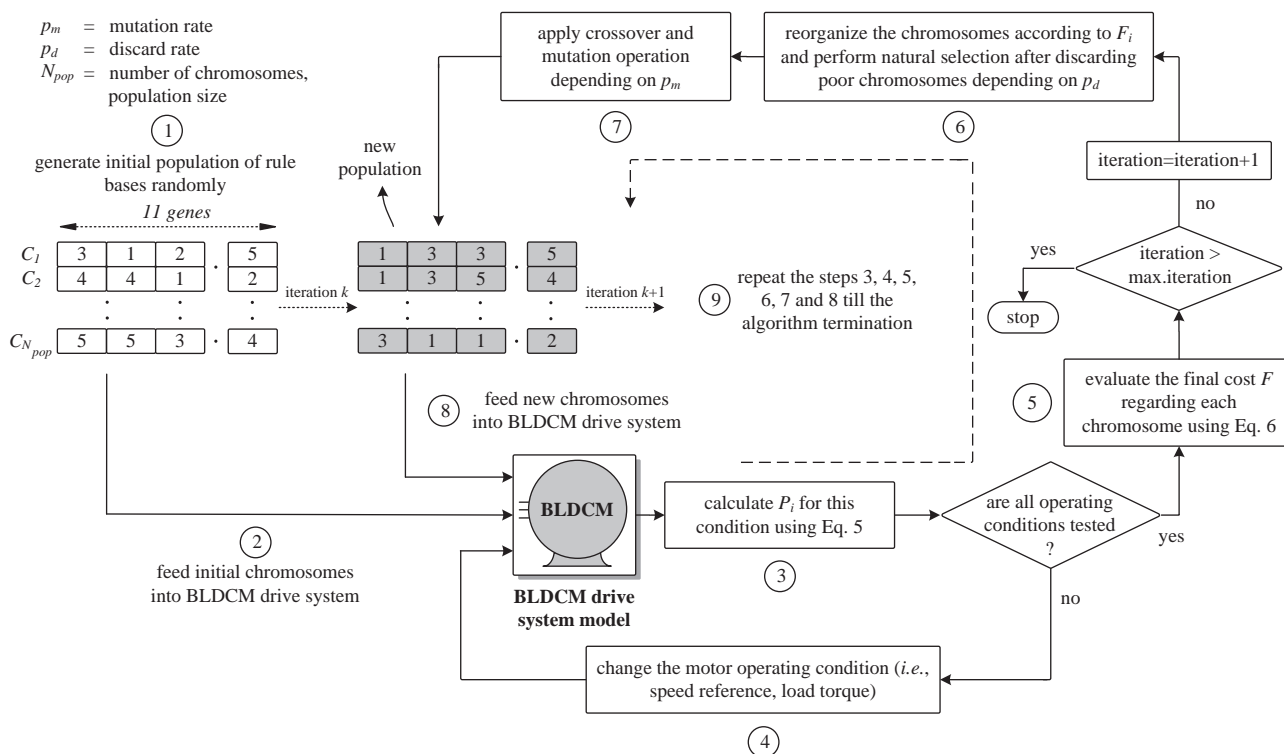 p_m = mutation rate
p_d = discard rate
N_pop = number of chromosomes,
population size
1
generate initial population of rule
bases randomly
11 genes
C_1 3 1 2 . 5
C_2 4 4 1 2
: : : :
C_N_pop 5 5 3 . 4
iteration k
new
population
1 3 3 . 5
1 3 5 4
: : : :
3 1 1 . 2
iteration k+1
apply crossover and
mutation operation
depending on p_m
7
reorganize the chromosomes according to F_i
and perform natural selection after discarding
poor chromosomes depending on p_d
6
iteration=iteration+1
no
iteration >
max.iteration
yes
stop
9
repeat the steps 3, 4, 5,
6, 7 and 8 till the
algorithm termination
5
evaluate the final cost F
regarding each
chromosome using Eq. 6
8
feed new chromosomes
into BLDCM drive system
2
feed initial chromosomes
into BLDCM drive system
BLDCM
BLDCM drive
system model
calculate P_i for this
condition using Eq. 5
3
are all operating
conditions tested
?
yes
no
change the motor operating condition (i.e.,
speed reference, load torque)
4